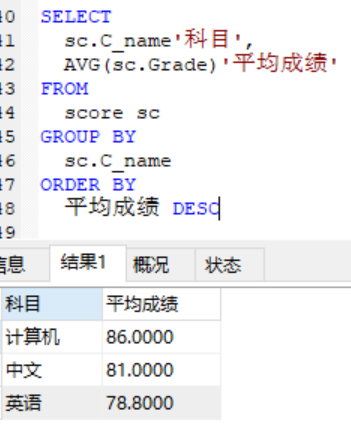 40 SELECT
41 sc.C_name'科目',
42 AVG(sc.Grade)'平均成绩'
43 FROM
44 score sc
45 GROUP BY
46 sc.C_name
47 ORDER BY
48 平均成绩 DESC
49
信息 结果1 概况 状态
科目 平均成绩
计算机 86.0000
中文 81.0000
英语 78.8000